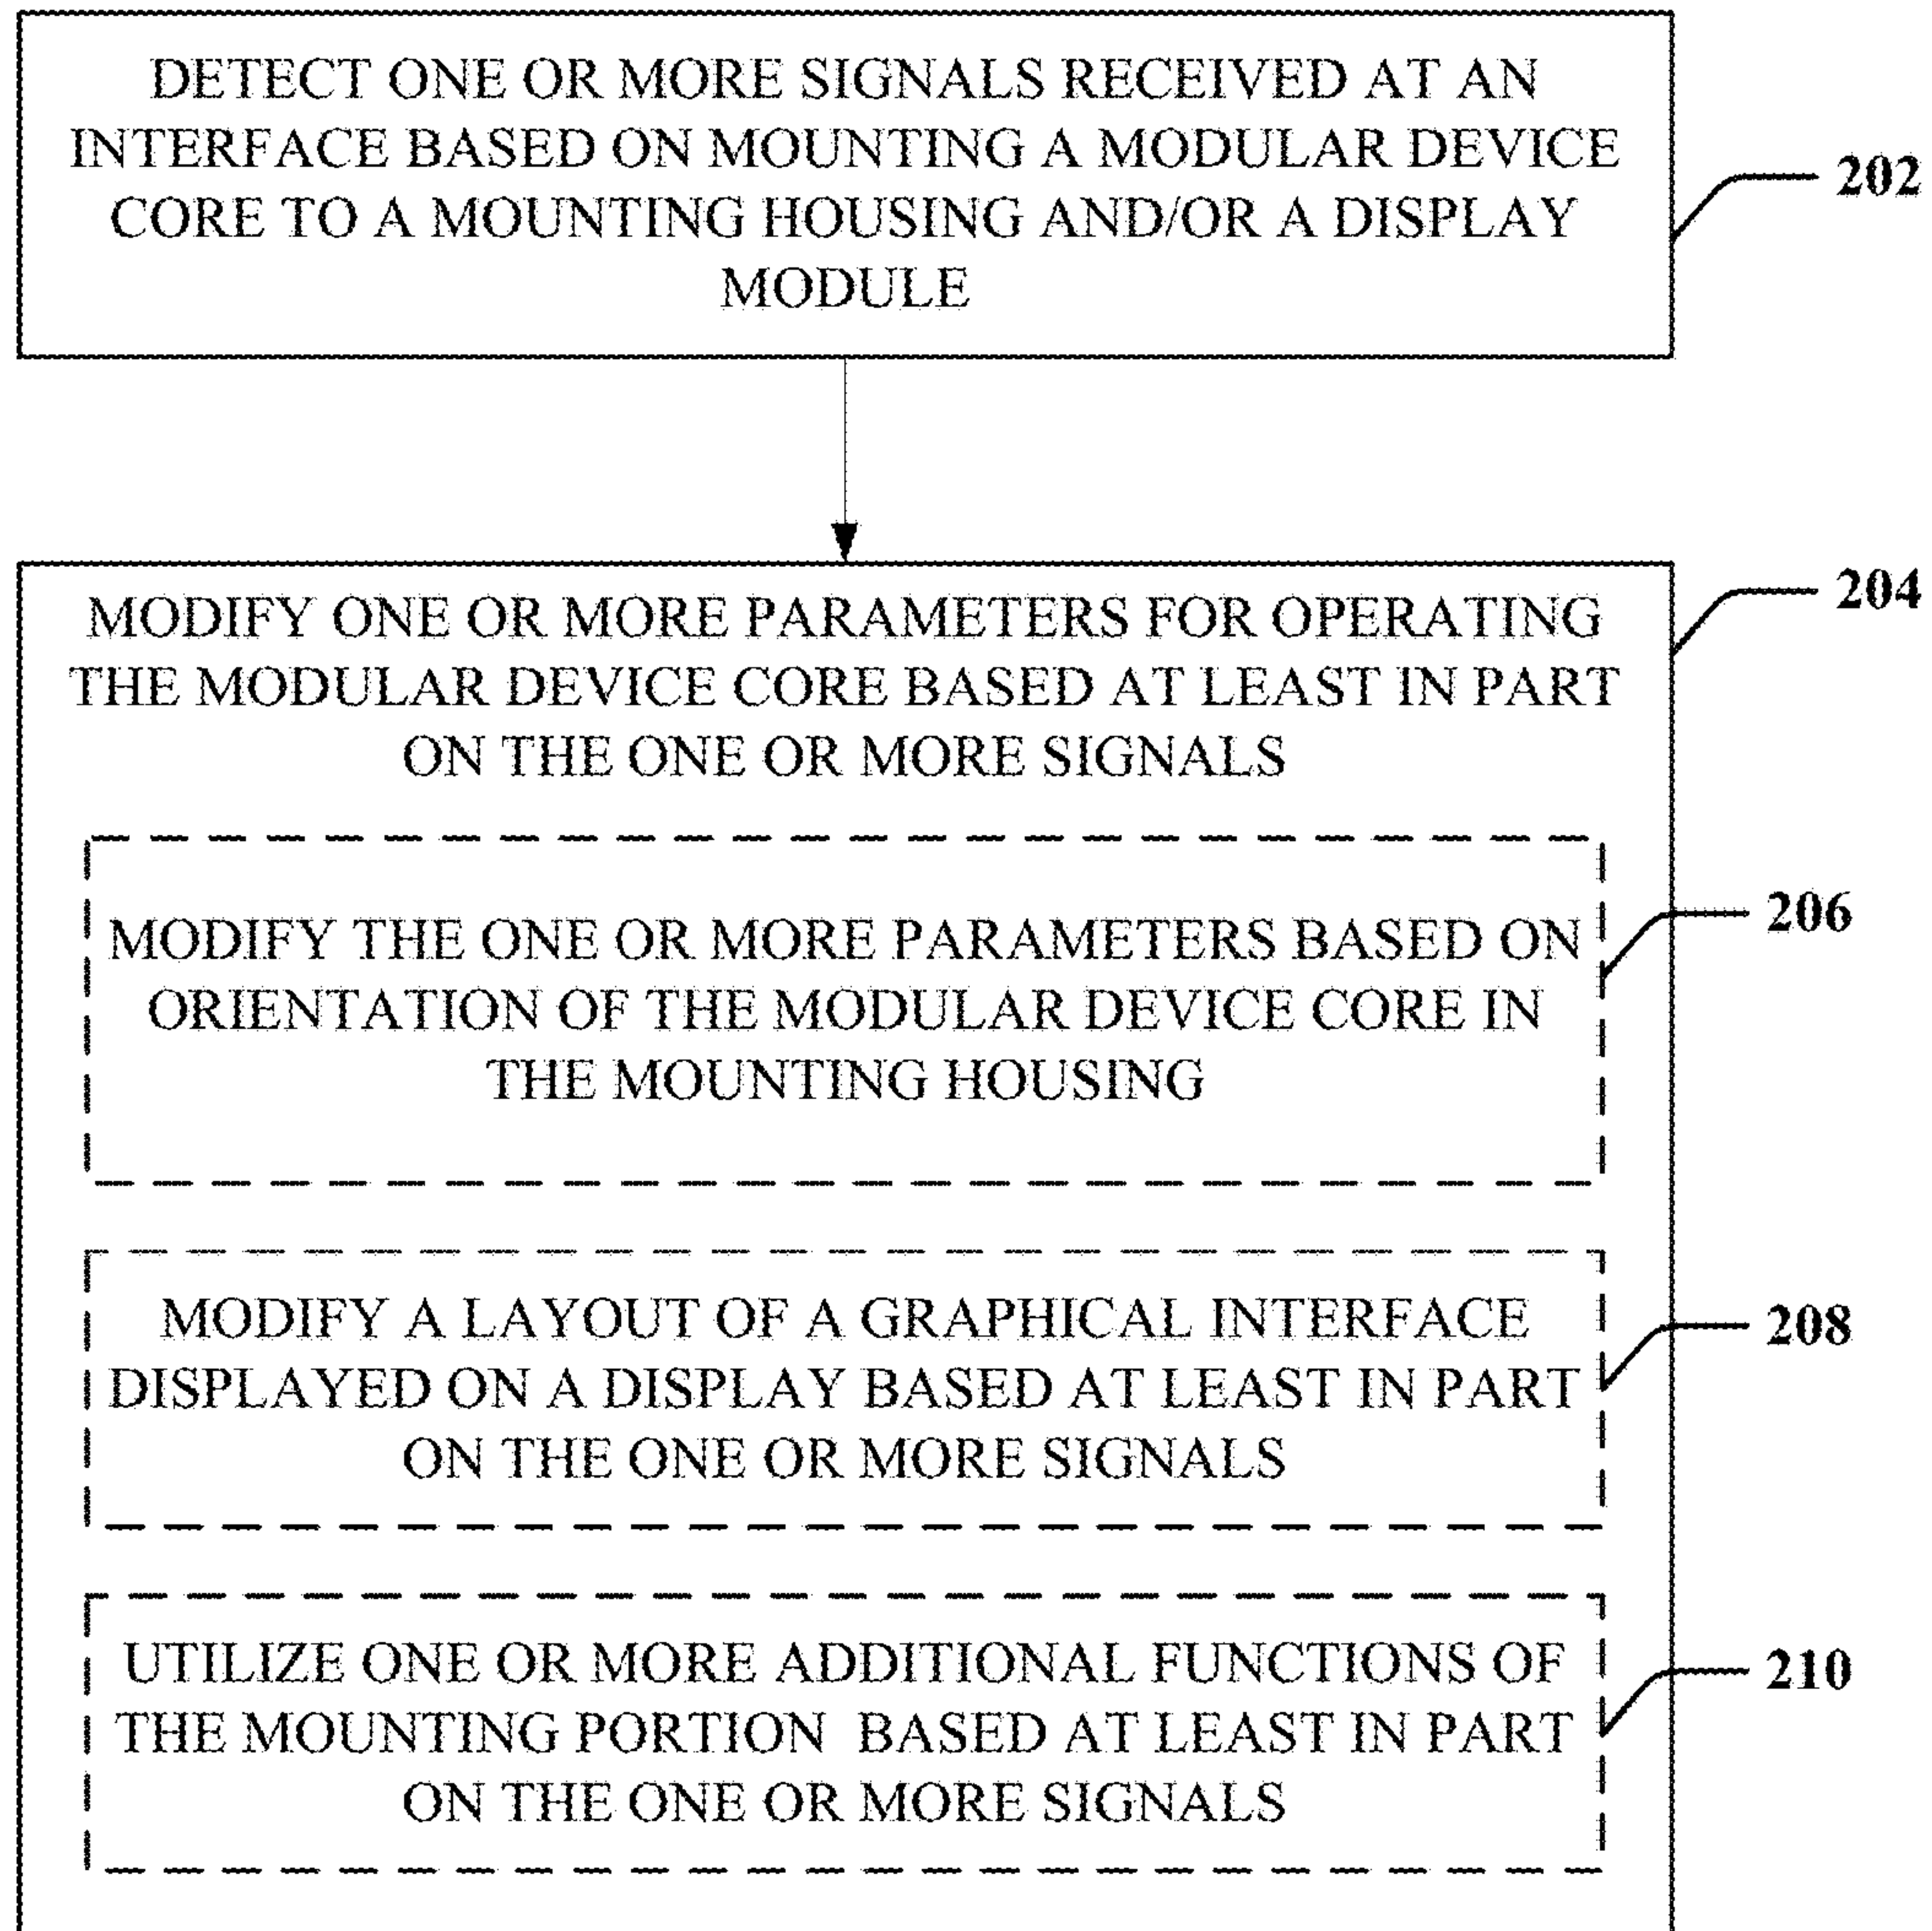 DETECT ONE OR MORE SIGNALS RECEIVED AT AN
INTERFACE BASED ON MOUNTING A MODULAR DEVICE
CORE TO A MOUNTING HOUSING AND/OR A DISPLAY
MODULE
202
MODIFY ONE OR MORE PARAMETERS FOR OPERATING
THE MODULAR DEVICE CORE BASED AT LEAST IN PART
ON THE ONE OR MORE SIGNALS
204
MODIFY THE ONE OR MORE PARAMETERS BASED ON
ORIENTATION OF THE MODULAR DEVICE CORE IN
THE MOUNTING HOUSING
206
MODIFY A LAYOUT OF A GRAPHICAL INTERFACE
DISPLAYED ON A DISPLAY BASED AT LEAST IN PART
ON THE ONE OR MORE SIGNALS
208
UTILIZE ONE OR MORE ADDITIONAL FUNCTIONS OF
THE MOUNTING PORTION BASED AT LEAST IN PART
ON THE ONE OR MORE SIGNALS
210